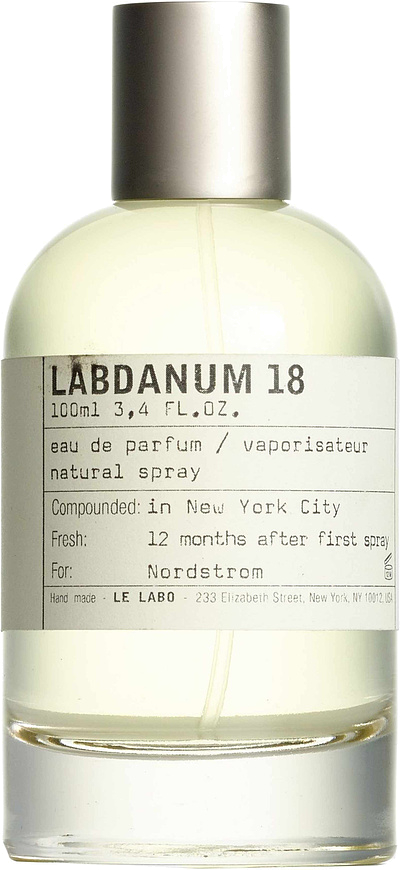 LABDANUM 18
100ml 3,4 FL.OZ.
eau de parfum / vaporisateur
natural spray
Compounded: in New York City
Fresh: 12 months after first spray
For: Nordstrom
Hand made - LE LABO - 233 Elizabeth Street, New York, NY 10012, USA